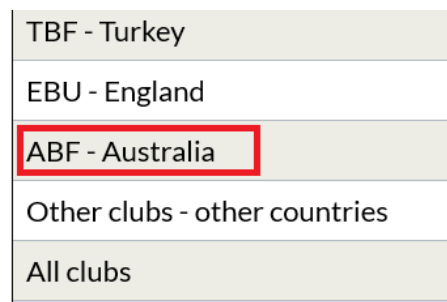 TBF - Turkey
EBU - England
ABF - Australia
Other clubs - other countries
All clubs